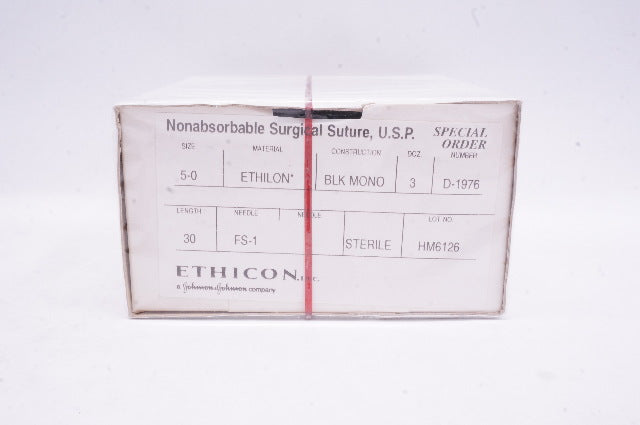 Nonabsorbable Surgical Suture, U.S.P. SPECIAL ORDER
SIZE MATERIAL CONSTRUCTION DOZ. NUMBER
5-0 ETHILON* BLK MONO 3 D-1976
LENGTH NEEDLE NEEDLE LOT NO.
30 FS-1 STERILE HM6126
ETHICON, INC.
a Johnson & Johnson company